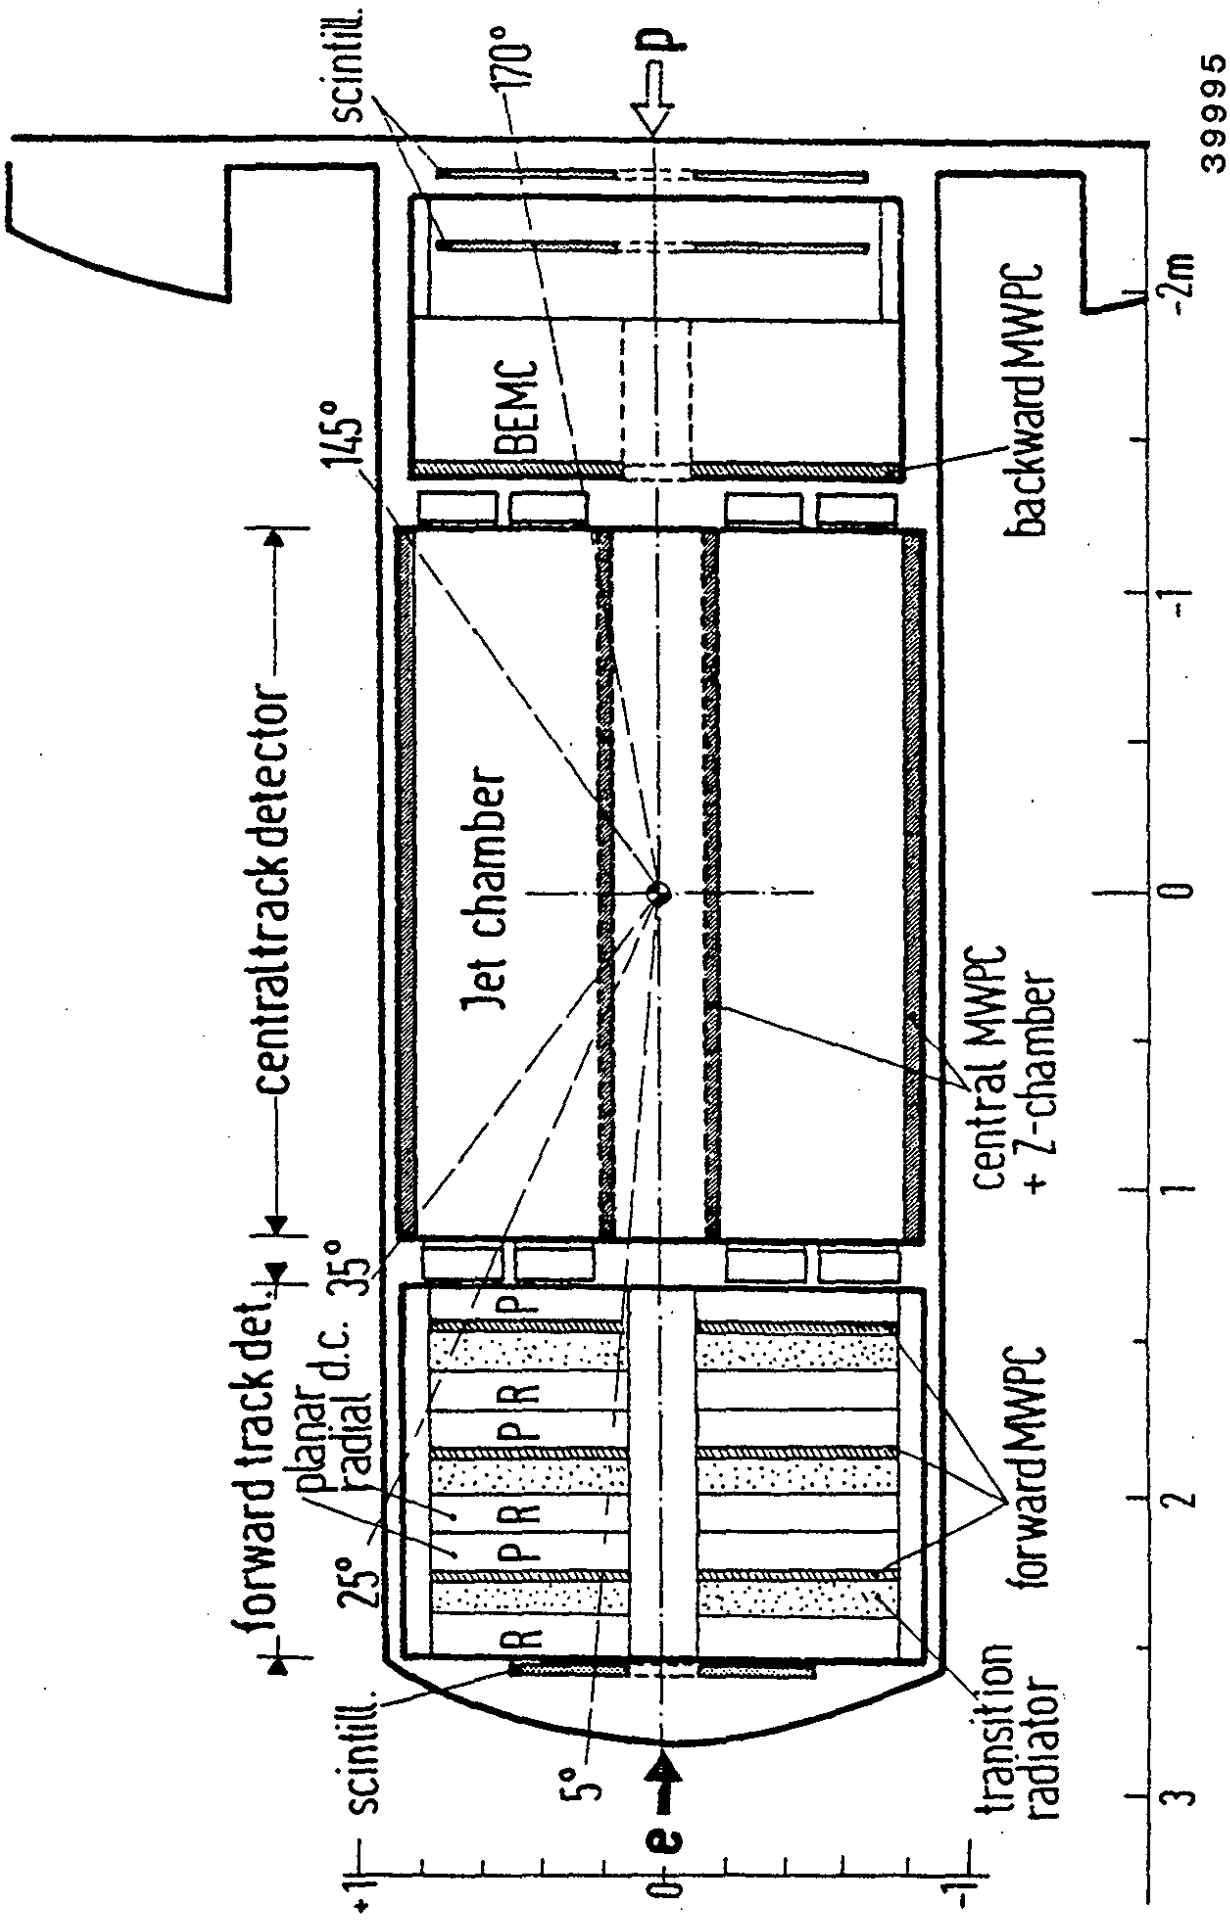 forward track det.
central track detector
planar
radial d.c.
scintill.
25°
35°
145°
scintill.
5°
170°
R
P
R
P
R
P
Jet chamber
BEMC
e
p
+1
0
-1
transition
radiator
forward MWPC
central MWPC
+ Z-chamber
backward MWPC
3
2
1
0
-1
-2m
39995